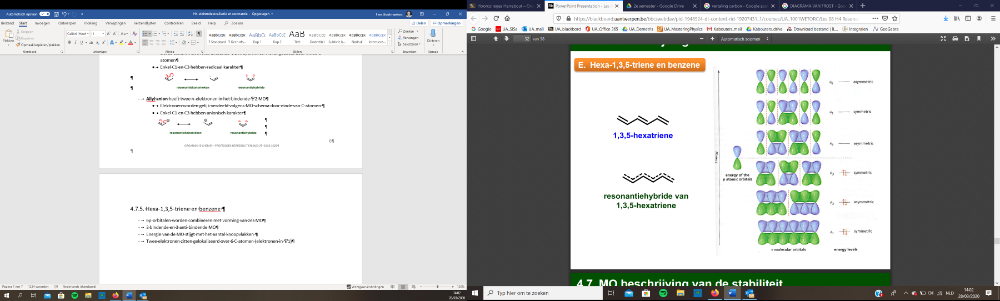 Automatisch opslaan
H4-elektrodelocalisatie en resonantie - Opgeslagen
Fien Slootmaekers
Bestand Start Invoegen Ontwerpen Indeling Verwijzingen Verzendlijsten Controleren Beeld Help Zoeken Delen Opmerkingen
Plakken
Knippen
Kopiëren
Opmaak kopiëren/plakken
Calibri (Hoof 11
AaBbCcDc AaBbCcDc AaBbC AaBbCcC AaB AaBbCcC AaBbCcDc AaBbCcDc AaBbCcDc
¶ Standaard ¶ Geen afs... Kop 1 Kop 2 Titel Ondertitel Subtiele b... Nadruk Intensieve...
Zoeken
Vervangen
Selecteren
Dicteren
Klembord Lettertype Alinea Stijlen Bewerken Spraak
atomen¶
Enkel·C1·en·C3·hebben·radicaal·karakter¶
resonantiekanonieken
resonantiehybride
Allyl·anion·heeft·twee·π-elektronen·in·het·bindende·Ψ2·MO¶
Elektronen·worden·gelijk·verdeeld·volgens·MO·schema·door·einde·van·C-atomen·¶
Enkel·C1·en·C3·hebben·anionisch·karakter¶
resonantiekanonieken
resonantiehybride
6¶
ORGANISCHE·CHEMIE—·PROFESSORS·HERREBOUT·EN·SMOUT·-2019-2020¶
4.7.5.·Hexa-1,3,5-triene·en·benzene·¶
6p-orbitalen·worden·combineren·met·vorming·van·zes·MO¶
3·bindende·en·3·anti-bindende·MO¶
Energie·van·de·MO·stijgt·met·het·aantal·knoopvlakken·¶
Twee·elektronen·zitten·gelokaliseerd·over·6·C-atomen·(elektronen·in·Ψ1)¶
Pagina 7 van 7 1234 woorden Nederlands (standaard) Weergave-instellingen 120%
14:02
28/03/2020
Hoorcolleges Herrebout – Org
PowerPoint Presentation - Les
2e semester - Google Drive
vertaling carbon - Google zoe
DIAGRAMA VAN FROST - Goo
https://blackboard.uantwerpen.be/bbcswebdav/pid-1948524-dt-content-rid-19207431_1/courses/UA_1001WETORC/Les 08 H4 Resonan
Google UA_SiSa UA_mail UA_blackbord UA_Office 365 UA_Demetris UA_MasteringPhysics Kabouters_mail Kabouters_drive Download bestand | iL... integralen GeoGebra
32 van 38
Automatisch zoomen
E. Hexa-1,3,5-triene en benzene
1,3,5-hexatriene
resonantiehybride van
1,3,5-hexatriene
Energy
energy of the
p atomic orbitals
ψ6 asymmetric
ψ5 symmetric
ψ4 asymmetric
ψ3 symmetric
ψ2 asymmetric
ψ1 symmetric
π molecular orbitals
energy levels
4.7 MO beschrijving van de stabiliteit
Typ hier om te zoeken
NLD
14:02
28/03/2020